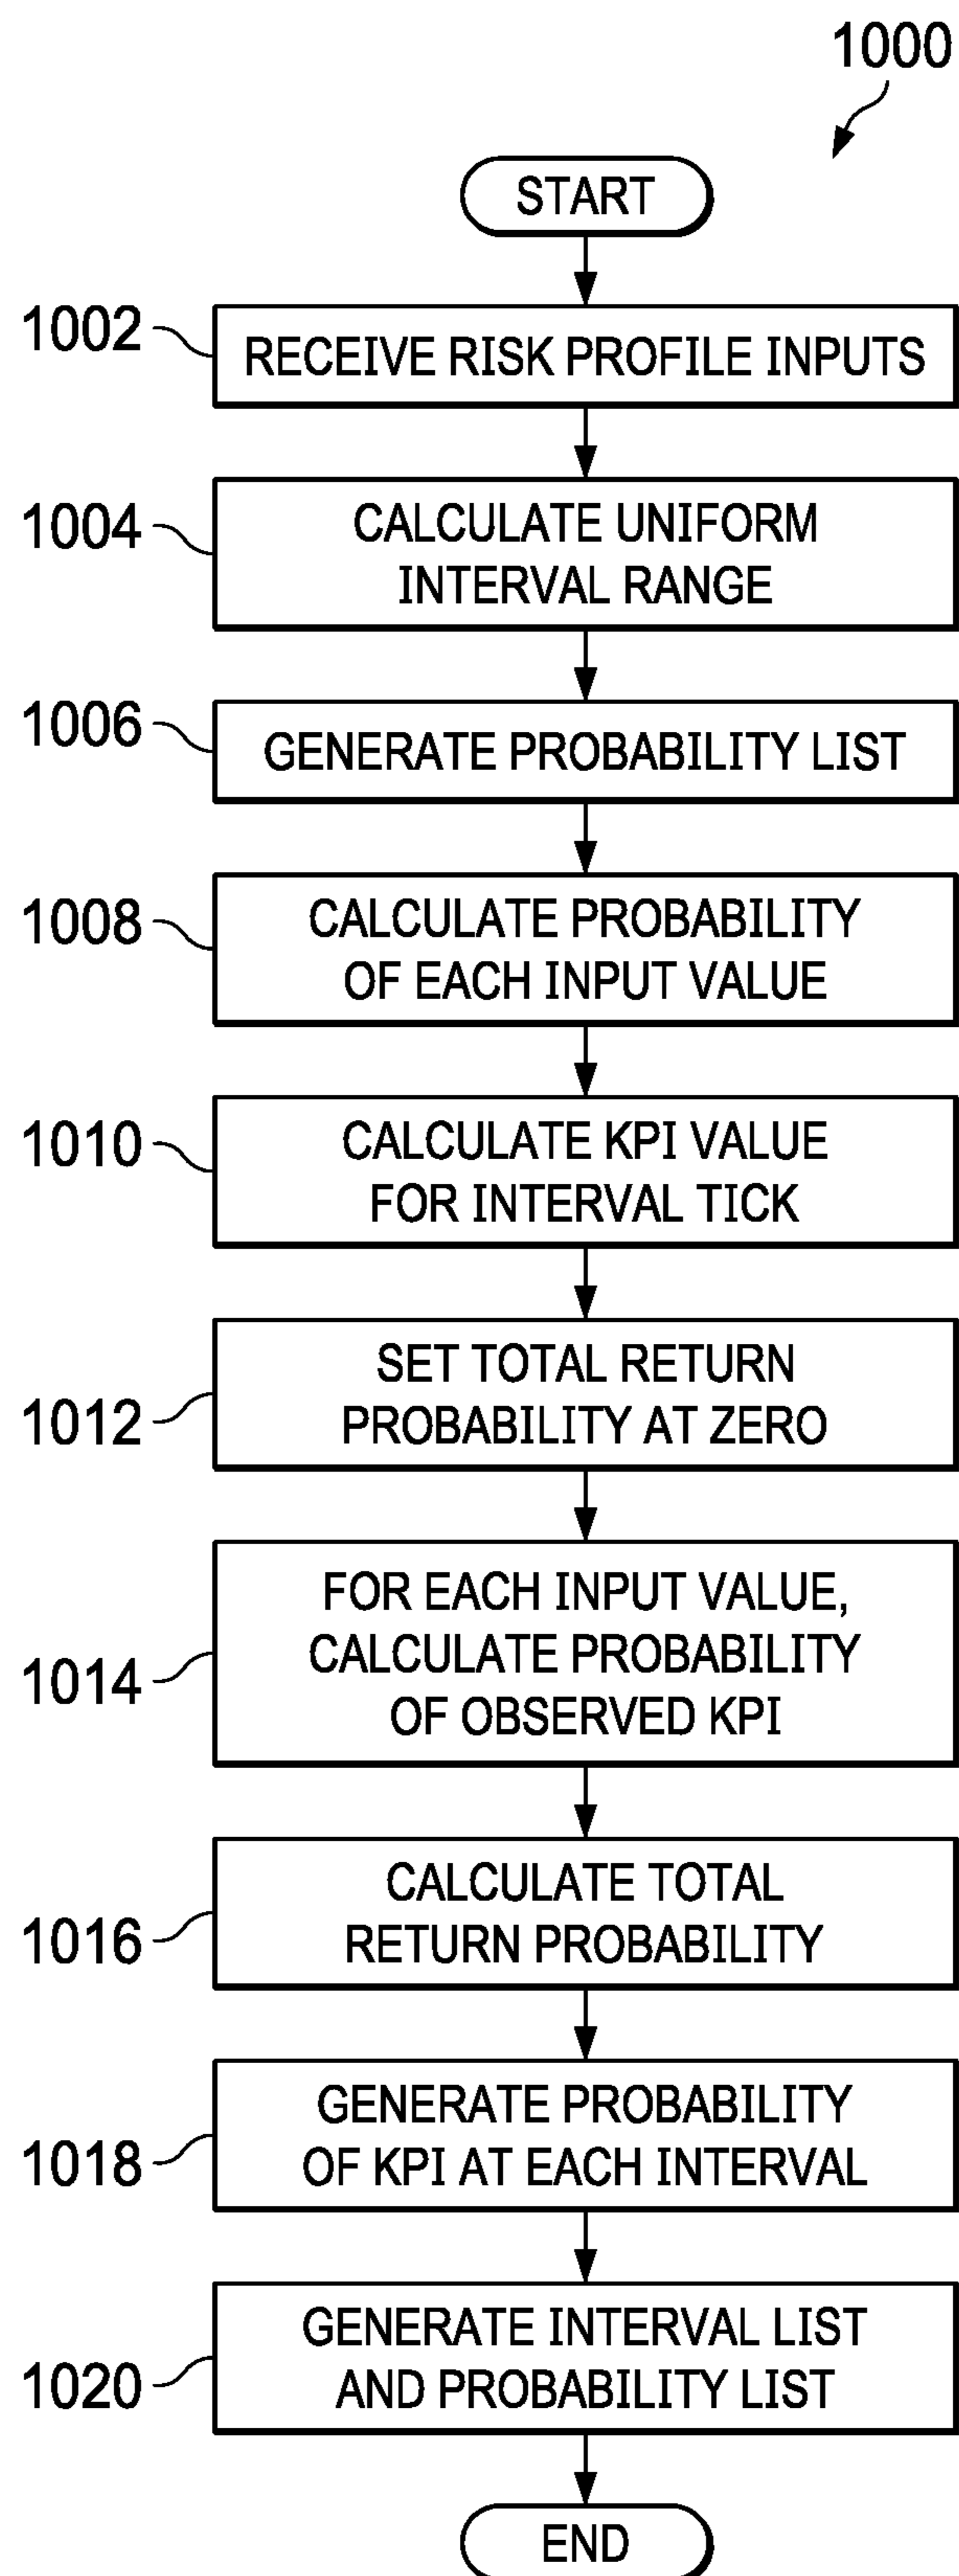 1000
START
1002
RECEIVE RISK PROFILE INPUTS
1004
CALCULATE UNIFORM
INTERVAL RANGE
1006
GENERATE PROBABILITY LIST
1008
CALCULATE PROBABILITY
OF EACH INPUT VALUE
1010
CALCULATE KPI VALUE
FOR INTERVAL TICK
1012
SET TOTAL RETURN
PROBABILITY AT ZERO
1014
FOR EACH INPUT VALUE,
CALCULATE PROBABILITY
OF OBSERVED KPI
1016
CALCULATE TOTAL
RETURN PROBABILITY
1018
GENERATE PROBABILITY
OF KPI AT EACH INTERVAL
1020
GENERATE INTERVAL LIST
AND PROBABILITY LIST
END